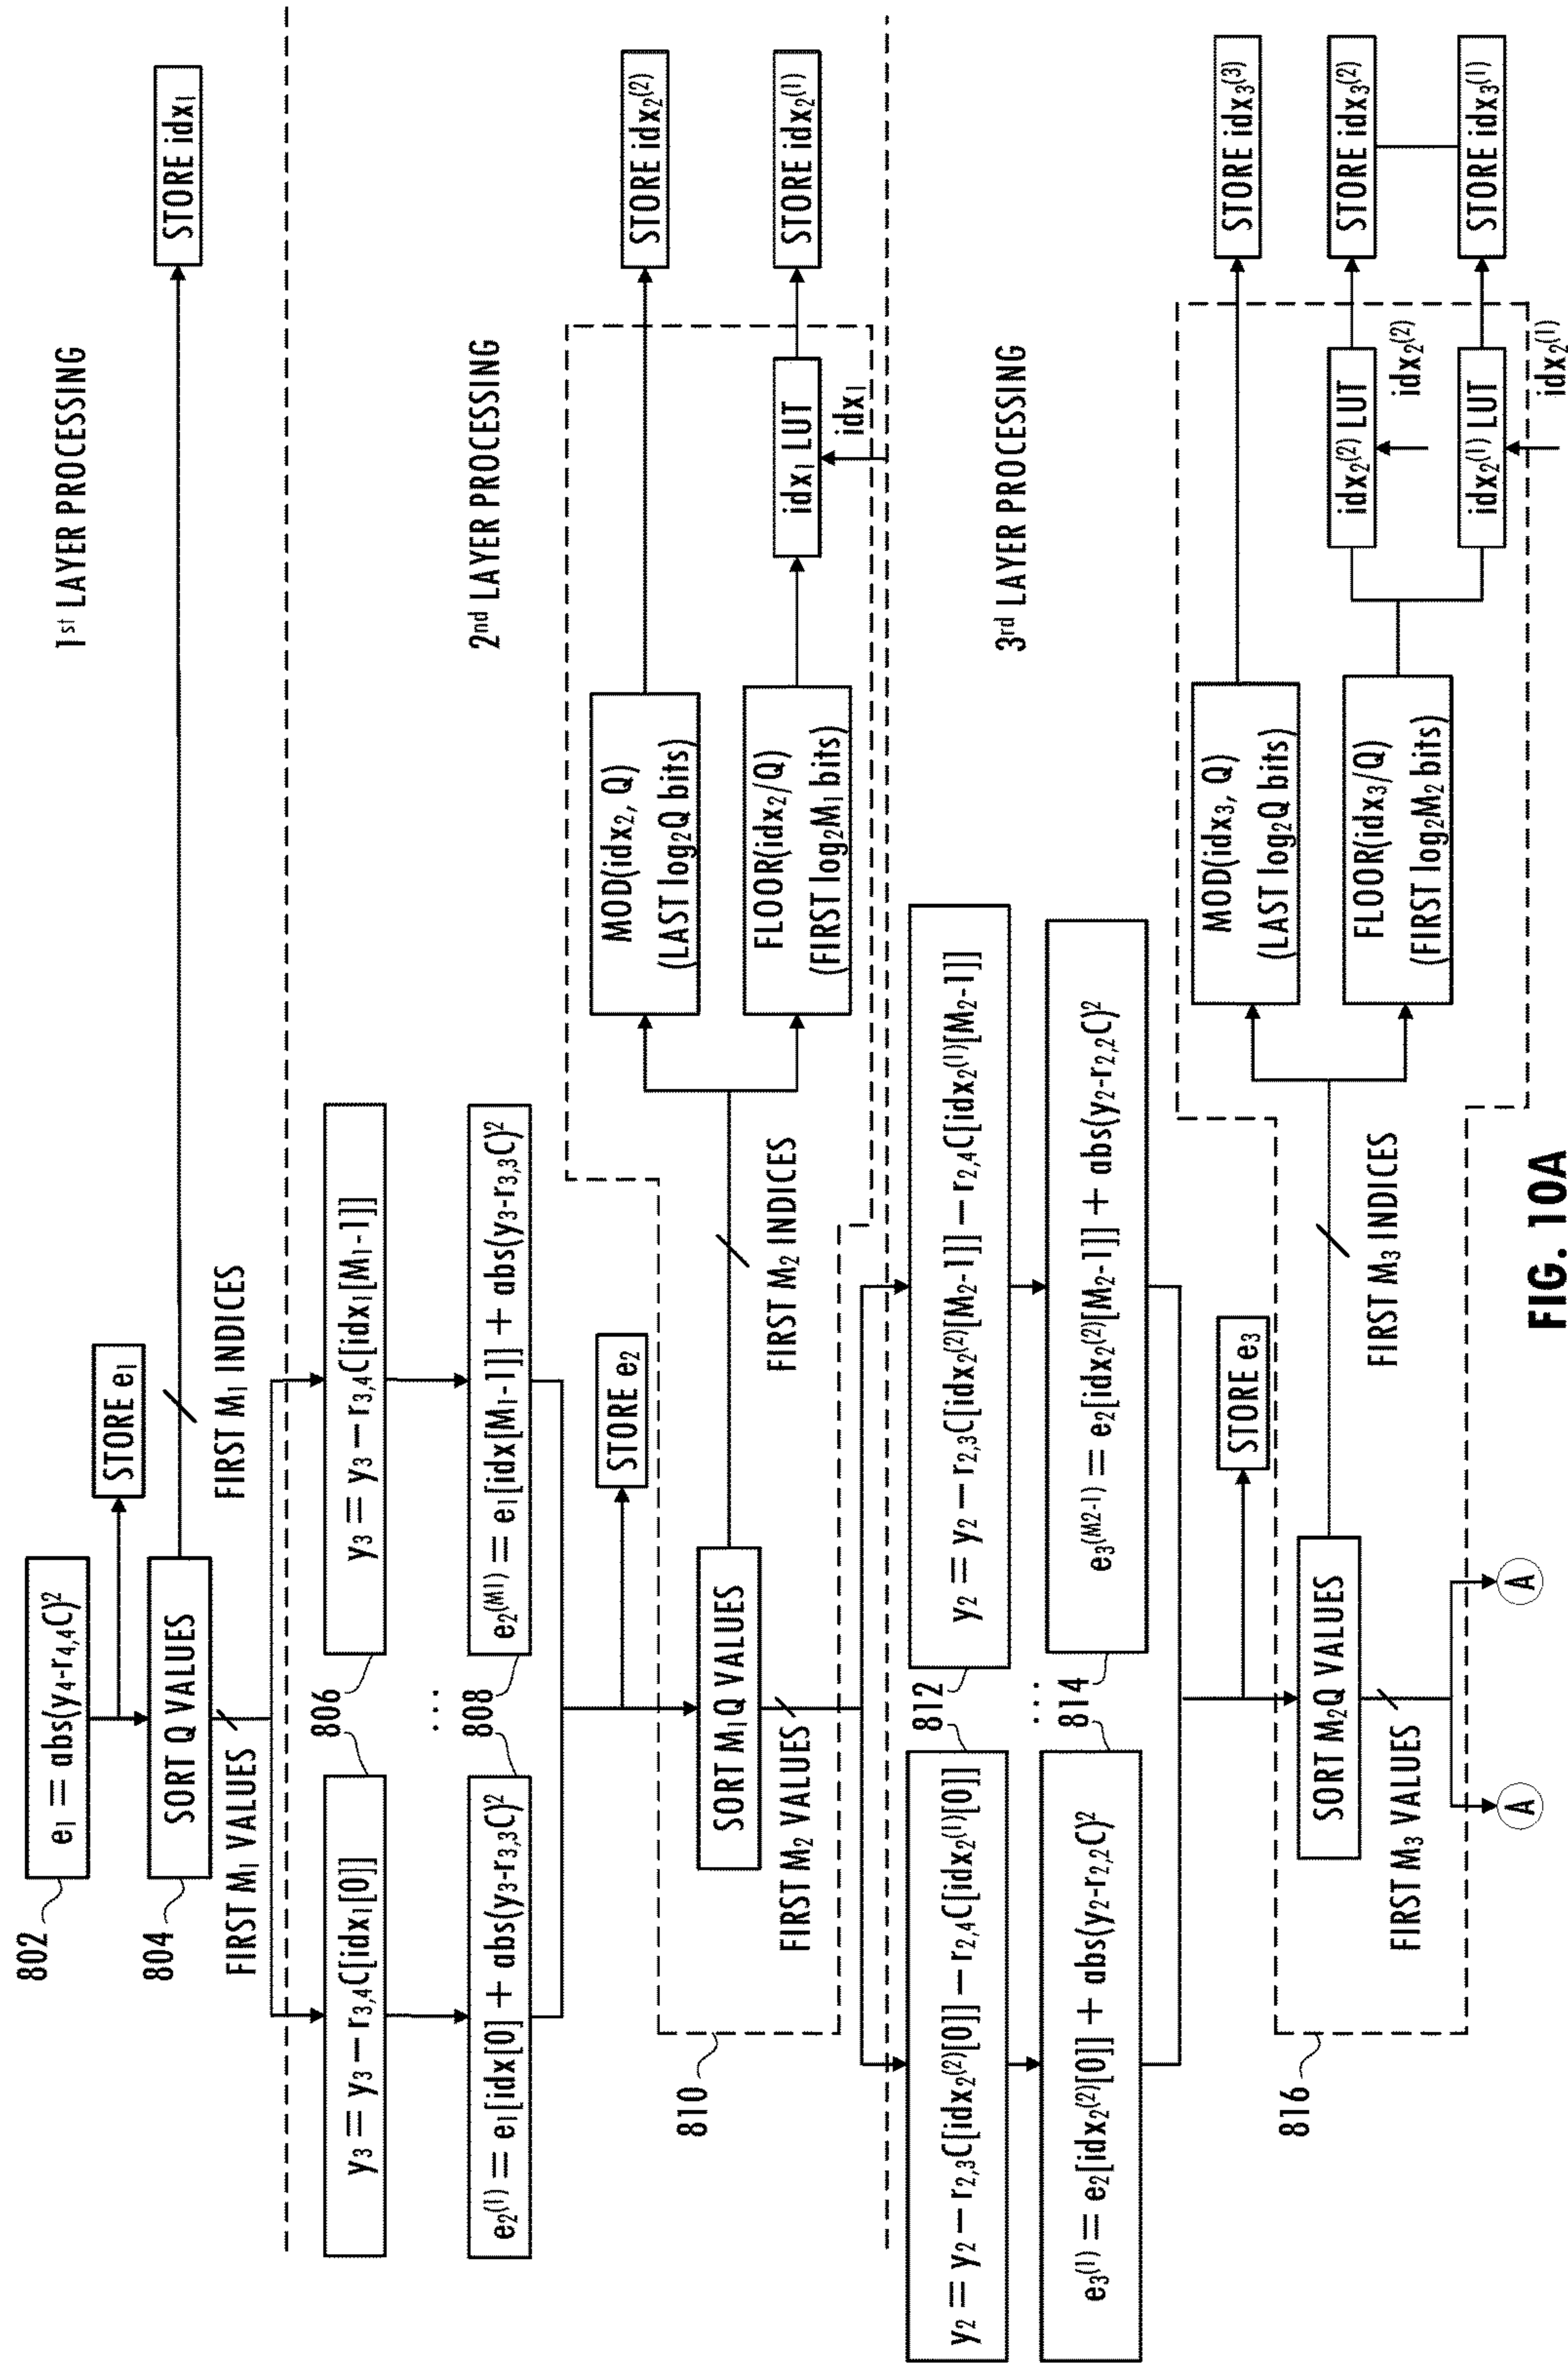 1st LAYER PROCESSING
802
e₁ = abs(y₄-r₄,₄C)²
STORE e₁
804
SORT Q VALUES
STORE idx₁
FIRST M₁ VALUES
FIRST M₁ INDICES
2nd LAYER PROCESSING
y₃ = y₃ – r₃,₄C[idx₁[0]]
806
y₃ = y₃ – r₃,₄C[idx₁[M₁-1]]
...
e₂⁽¹⁾ = e₁[idx[0] + abs(y₃-r₃,₃C)²
808
e₂⁽ᴹ¹⁾ = e₁[idx[M₁-1]] + abs(y₃-r₃,₃C)²
STORE e₂
810
SORT M₁Q VALUES
FIRST M₂ VALUES
FIRST M₂ INDICES
MOD(idx₂, Q)
(LAST log₂Q bits)
STORE idx₂⁽²⁾
FLOOR(idx₂/Q)
(FIRST log₂M₁ bits)
idx₁ LUT
idx₁
STORE idx₂⁽¹⁾
3rd LAYER PROCESSING
y₂ = y₂ – r₂,₃C[idx₂⁽²⁾[0]] – r₂,₄C[idx₂⁽¹⁾[0]]
812
y₂ = y₂ – r₂,₃C[idx₂⁽²⁾[M₂-1]] – r₂,₄C[idx₂⁽¹⁾[M₂-1]]
...
e₃⁽¹⁾ = e₂[idx₂⁽²⁾[0]] + abs(y₂-r₂,₂C)²
814
e₃⁽ᴹ²⁻¹⁾ = e₂[idx₂⁽²⁾[M₂-1]] + abs(y₂-r₂,₂C)²
STORE e₃
816
SORT M₂Q VALUES
FIRST M₃ VALUES
FIRST M₃ INDICES
MOD(idx₃, Q)
(LAST log₂Q bits)
STORE idx₃⁽³⁾
FLOOR(idx₃/Q)
(FIRST log₂M₂ bits)
idx₂⁽²⁾ LUT
idx₂⁽²⁾
STORE idx₃⁽²⁾
idx₂⁽¹⁾ LUT
idx₂⁽¹⁾
STORE idx₃⁽¹⁾
A
A
FIG. 10A